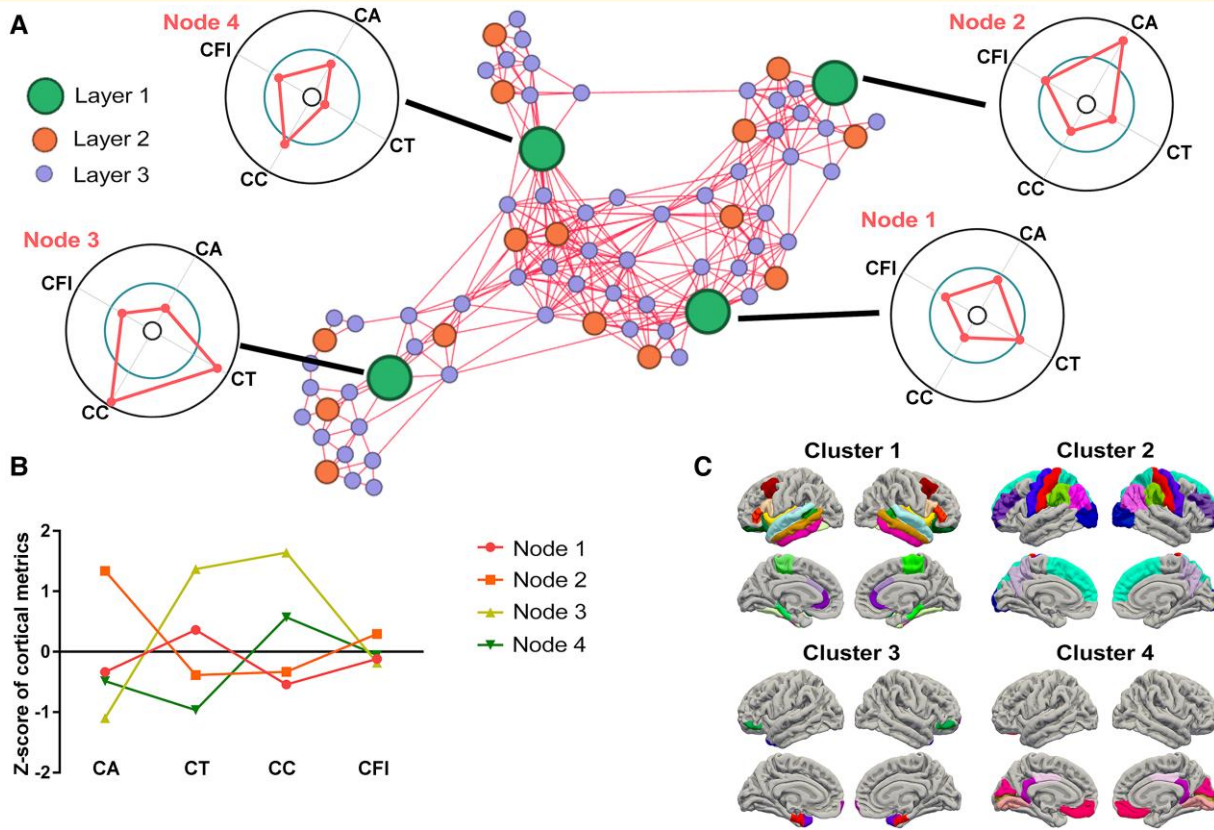 A
Node 4
CA
CFI
CT
CC
Layer 1
Layer 2
Layer 3
Node 2
CA
CFI
CT
CC
Node 3
CA
CFI
CT
CC
Node 1
CA
CFI
CT
CC
B
Z-score of cortical metrics
2
1
0
-1
-2
CA CT CC CFI
Node 1
Node 2
Node 3
Node 4
C
Cluster 1
Cluster 2
Cluster 3
Cluster 4